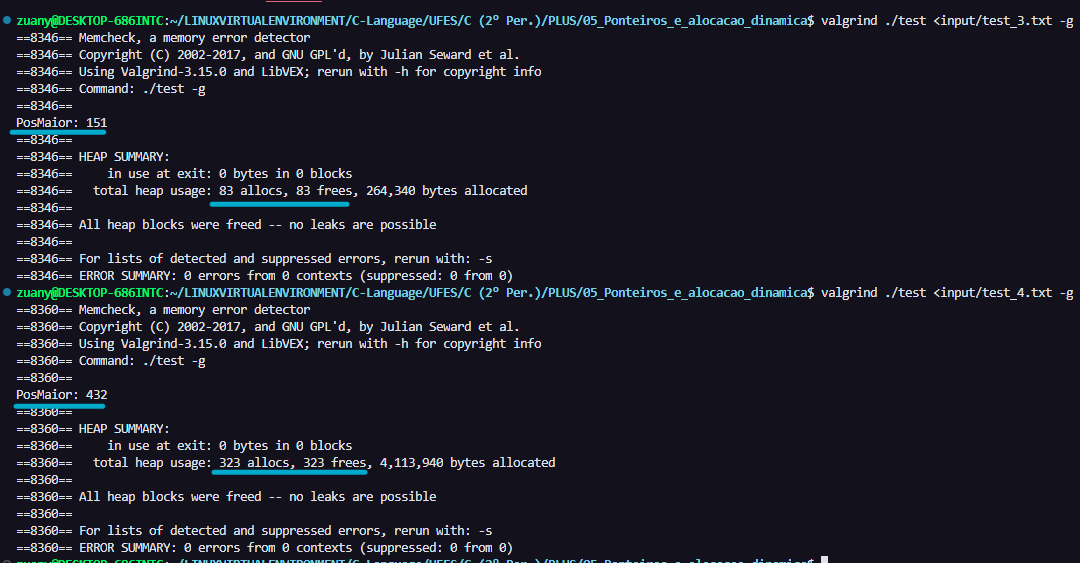 zuany@DESKTOP-686INTC:~/LINUXVIRTUALENVIRONMENT/C-Language/UFES/C (2º Per.)/PLUS/05_Ponteiros_e_alocacao_dinamica$ valgrind ./test <input/test_3.txt -g
==8346== Memcheck, a memory error detector
==8346== Copyright (C) 2002-2017, and GNU GPL'd, by Julian Seward et al.
==8346== Using Valgrind-3.15.0 and LibVEX; rerun with -h for copyright info
==8346== Command: ./test -g
==8346==
PosMaior: 151
==8346==
==8346== HEAP SUMMARY:
==8346==     in use at exit: 0 bytes in 0 blocks
==8346==   total heap usage: 83 allocs, 83 frees, 264,340 bytes allocated
==8346==
==8346== All heap blocks were freed -- no leaks are possible
==8346==
==8346== For lists of detected and suppressed errors, rerun with: -s
==8346== ERROR SUMMARY: 0 errors from 0 contexts (suppressed: 0 from 0)
zuany@DESKTOP-686INTC:~/LINUXVIRTUALENVIRONMENT/C-Language/UFES/C (2º Per.)/PLUS/05_Ponteiros_e_alocacao_dinamica$ valgrind ./test <input/test_4.txt -g
==8360== Memcheck, a memory error detector
==8360== Copyright (C) 2002-2017, and GNU GPL'd, by Julian Seward et al.
==8360== Using Valgrind-3.15.0 and LibVEX; rerun with -h for copyright info
==8360== Command: ./test -g
==8360==
PosMaior: 432
==8360==
==8360== HEAP SUMMARY:
==8360==     in use at exit: 0 bytes in 0 blocks
==8360==   total heap usage: 323 allocs, 323 frees, 4,113,940 bytes allocated
==8360==
==8360== All heap blocks were freed -- no leaks are possible
==8360==
==8360== For lists of detected and suppressed errors, rerun with: -s
==8360== ERROR SUMMARY: 0 errors from 0 contexts (suppressed: 0 from 0)
zuany@DESKTOP-686INTC:~/LINUXVIRTUALENVIRONMENT/C-Language/UFES/C (2º Per.)/PLUS/05_Ponteiros_e_alocacao_dinamica$